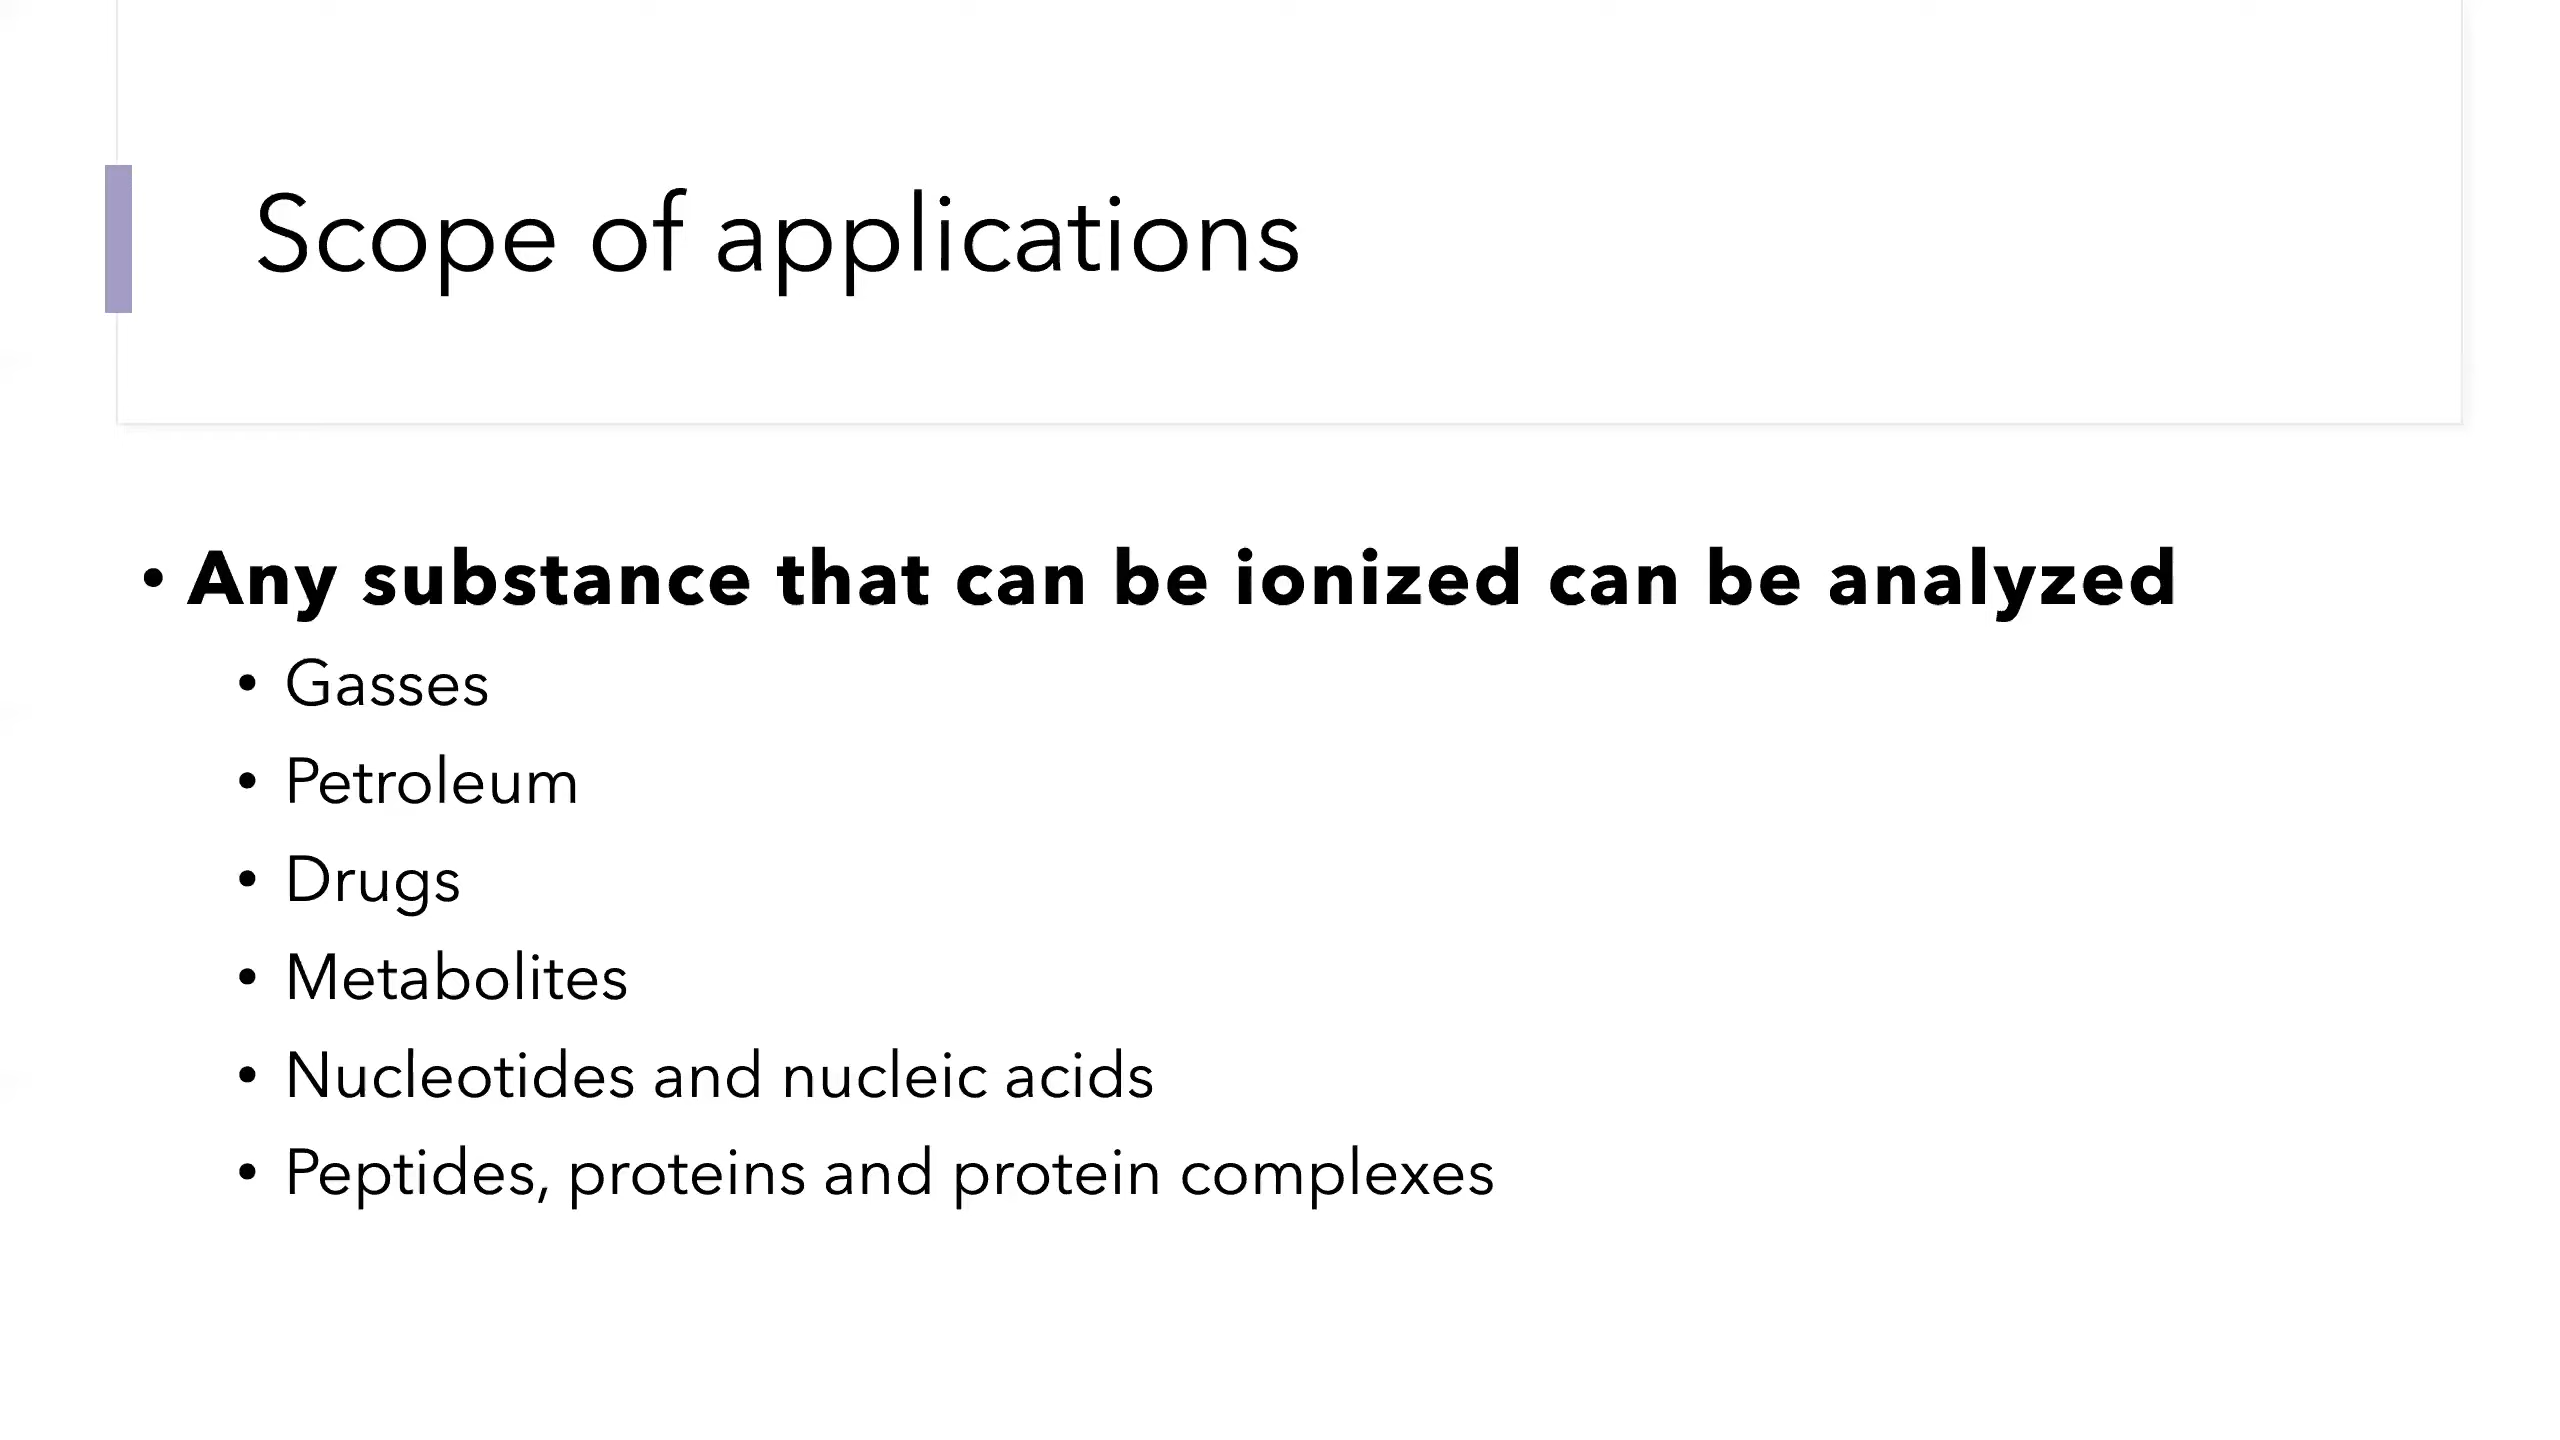 Scope of applications
• Any substance that can be ionized can be analyzed
• Gasses
• Petroleum
• Drugs
• Metabolites
• Nucleotides and nucleic acids
• Peptides, proteins and protein complexes